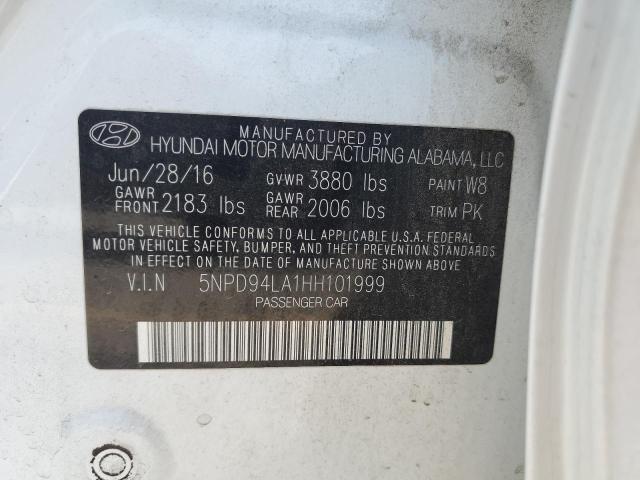 MANUFACTURED BY
HYUNDAI MOTOR MANUFACTURING ALABAMA, LLC
Jun/28/16 GVWR 3880 lbs PAINT W8
GAWR FRONT 2183 lbs GAWR REAR 2006 lbs TRIM PK
THIS VEHICLE CONFORMS TO ALL APPLICABLE U.S.A. FEDERAL
MOTOR VEHICLE SAFETY, BUMPER, AND THEFT PREVENTION STANDARDS
IN EFFECT ON THE DATE OF MANUFACTURE SHOWN ABOVE.
V.I.N 5NPD94LA1HH101999
PASSENGER CAR